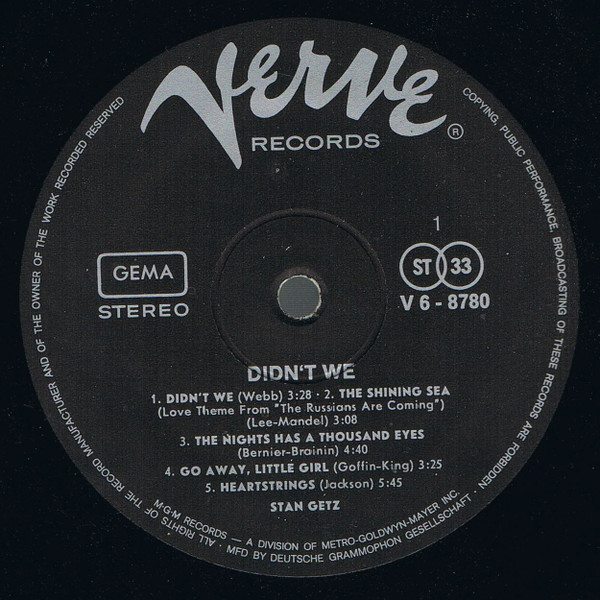 Verve
RECORDS ®
1
GEMA
STEREO
ST 33
V 6 - 8780
DIDN'T WE
1. DIDN'T WE (Webb) 3:28 · 2. THE SHINING SEA
(Love Theme From "The Russians Are Coming")
(Lee-Mandel) 3:08
3. THE NIGHTS HAS A THOUSAND EYES
(Bernier-Brainin) 4:40
4. GO AWAY, LITTLE GIRL (Goffin-King) 3:25
5. HEARTSTRINGS (Jackson) 5:45
STAN GETZ
M·G·M RECORDS — A DIVISION OF METRO-GOLDWYN-MAYER INC.
· ALL RIGHTS OF THE RECORD MANUFACTURER AND OF THE OWNER OF THE WORK RECORDED RESERVED
COPYING, PUBLIC PERFORMANCE, BROADCASTING OF THESE RECORDS ARE FORBIDDEN ·
MFD BY DEUTSCHE GRAMMOPHON GESELLSCHAFT ·